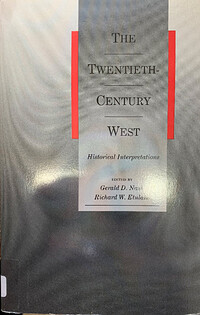 THE
TWENTIETH-
CENTURY
WEST
Historical Interpretations
EDITED BY
Gerald D. Nash
Richard W. Etulain